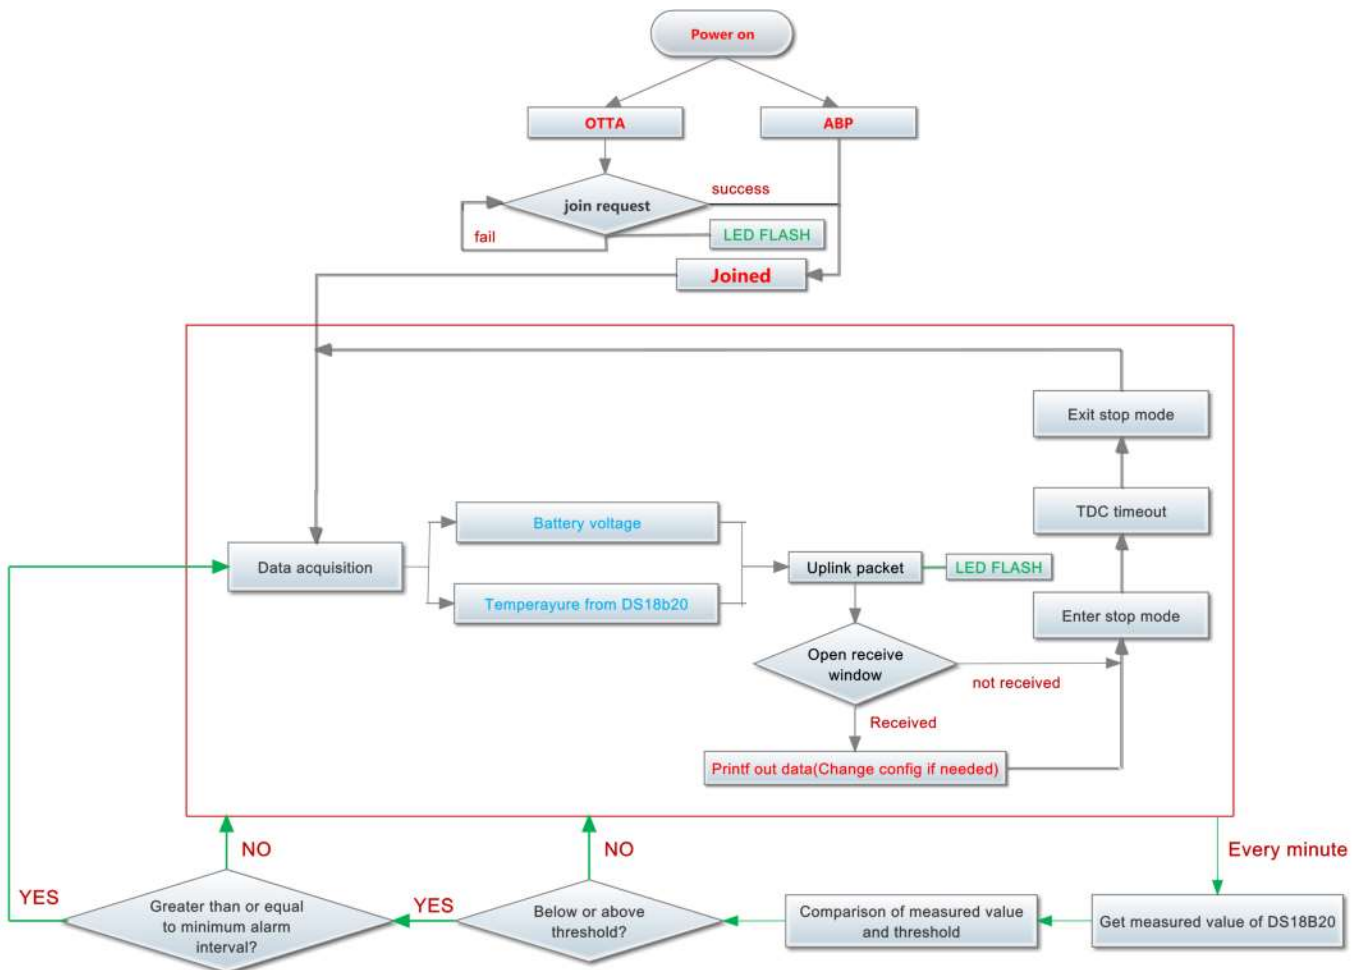 Power on
OTTA
ABP
join request
success
fail
LED FLASH
Joined
Exit stop mode
TDC timeout
Battery voltage
Data acquisition
Uplink packet
LED FLASH
Temperayure from DS18b20
Enter stop mode
Open receive
window
not received
Received
Printf out data(Change config if needed)
NO
NO
Every minute
YES
YES
Greater than or equal
to minimum alarm
interval?
Below or above
threshold?
Comparison of measured value
and threshold
Get measured value of DS18B20